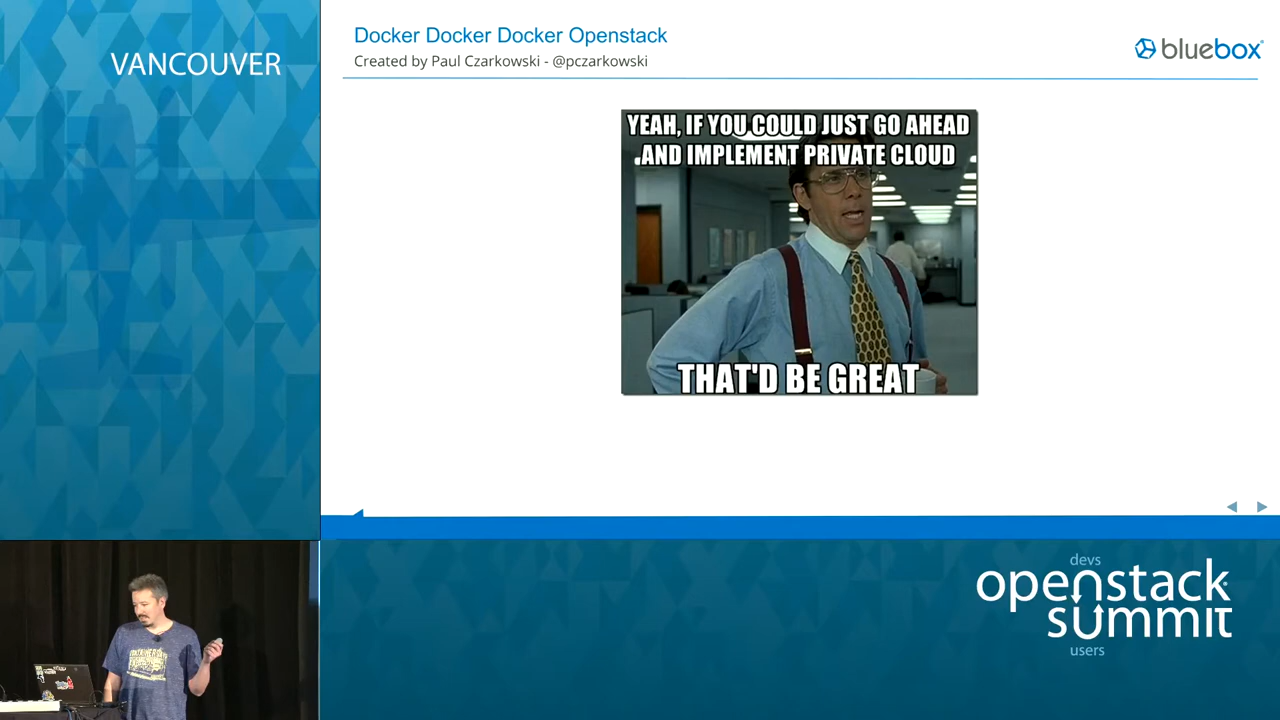 VANCOUVER
Docker Docker Docker Openstack
Created by Paul Czarkowski - @pczarkowski
bluebox
YEAH, IF YOU COULD JUST GO AHEAD
AND IMPLEMENT PRIVATE CLOUD
THAT'D BE GREAT
devs
openstack
summit
users